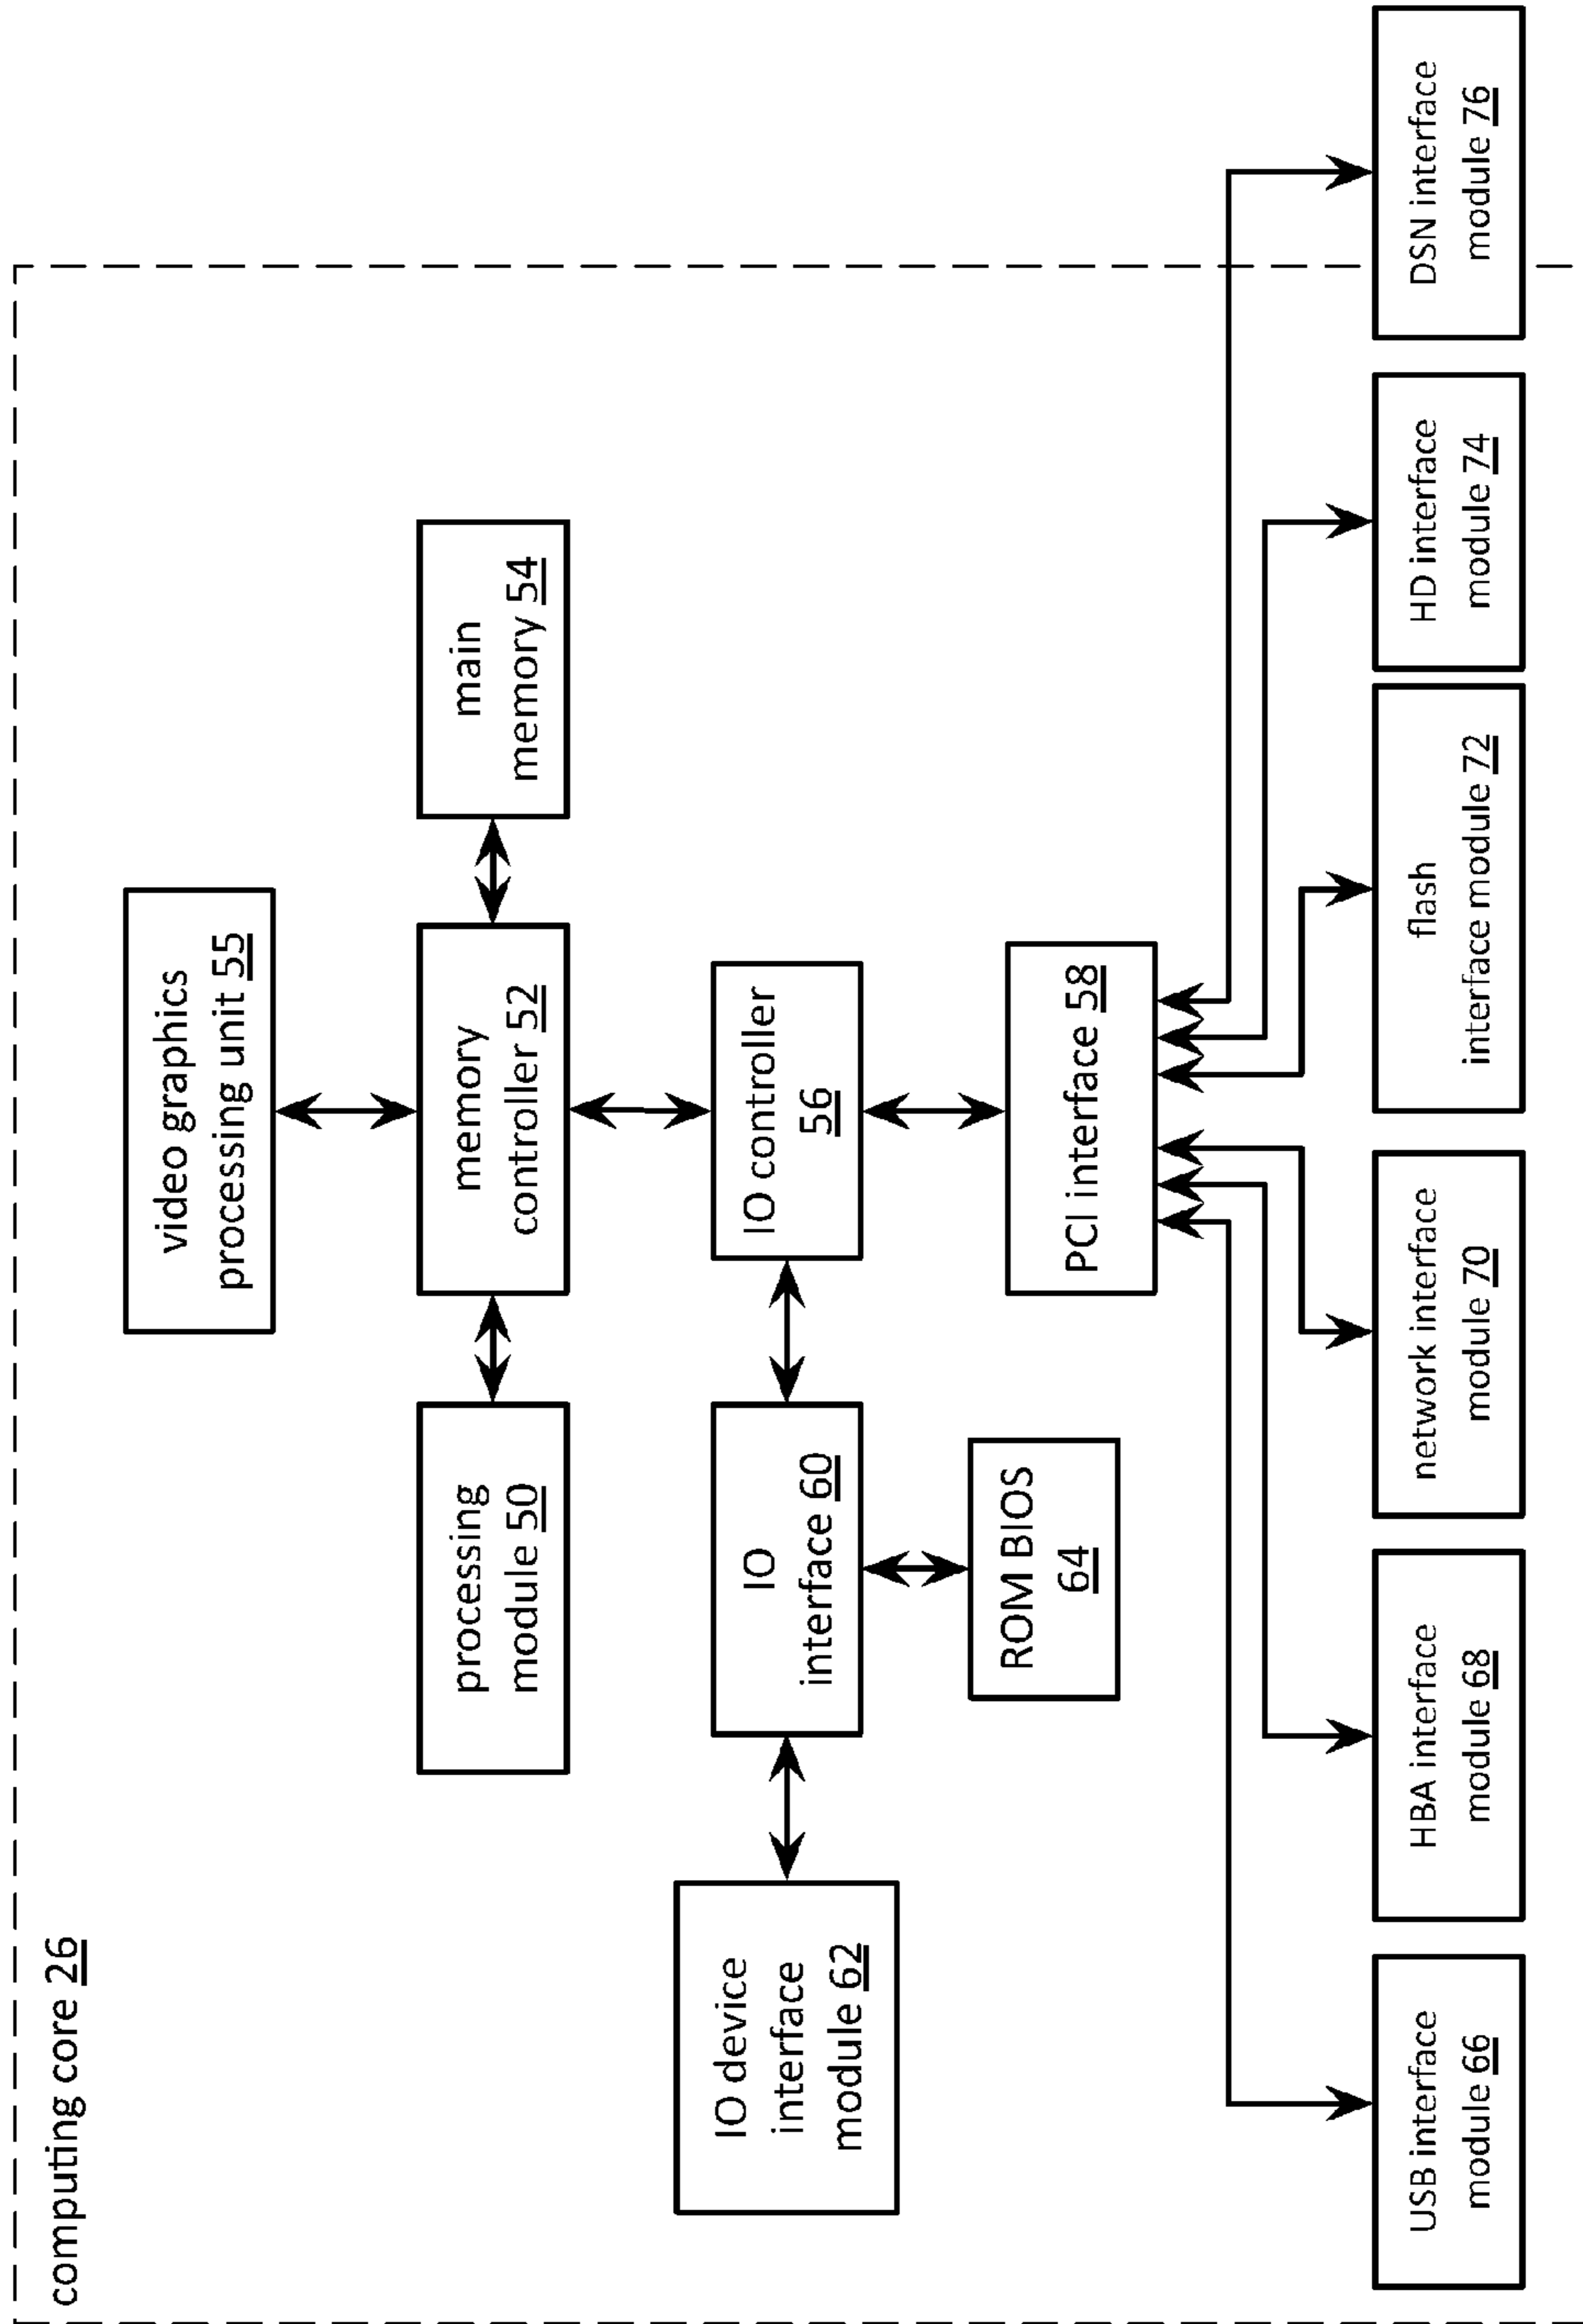 computing core 26
video graphics
processing unit 55
processing
module 50
memory
controller 52
main
memory 54
IO device
interface
module 62
IO
interface 60
IO controller
56
ROM BIOS
64
PCI interface 58
USB interface
module 66
HBA interface
module 68
network interface
module 70
flash
interface module 72
HD interface
module 74
DSN interface
module 76